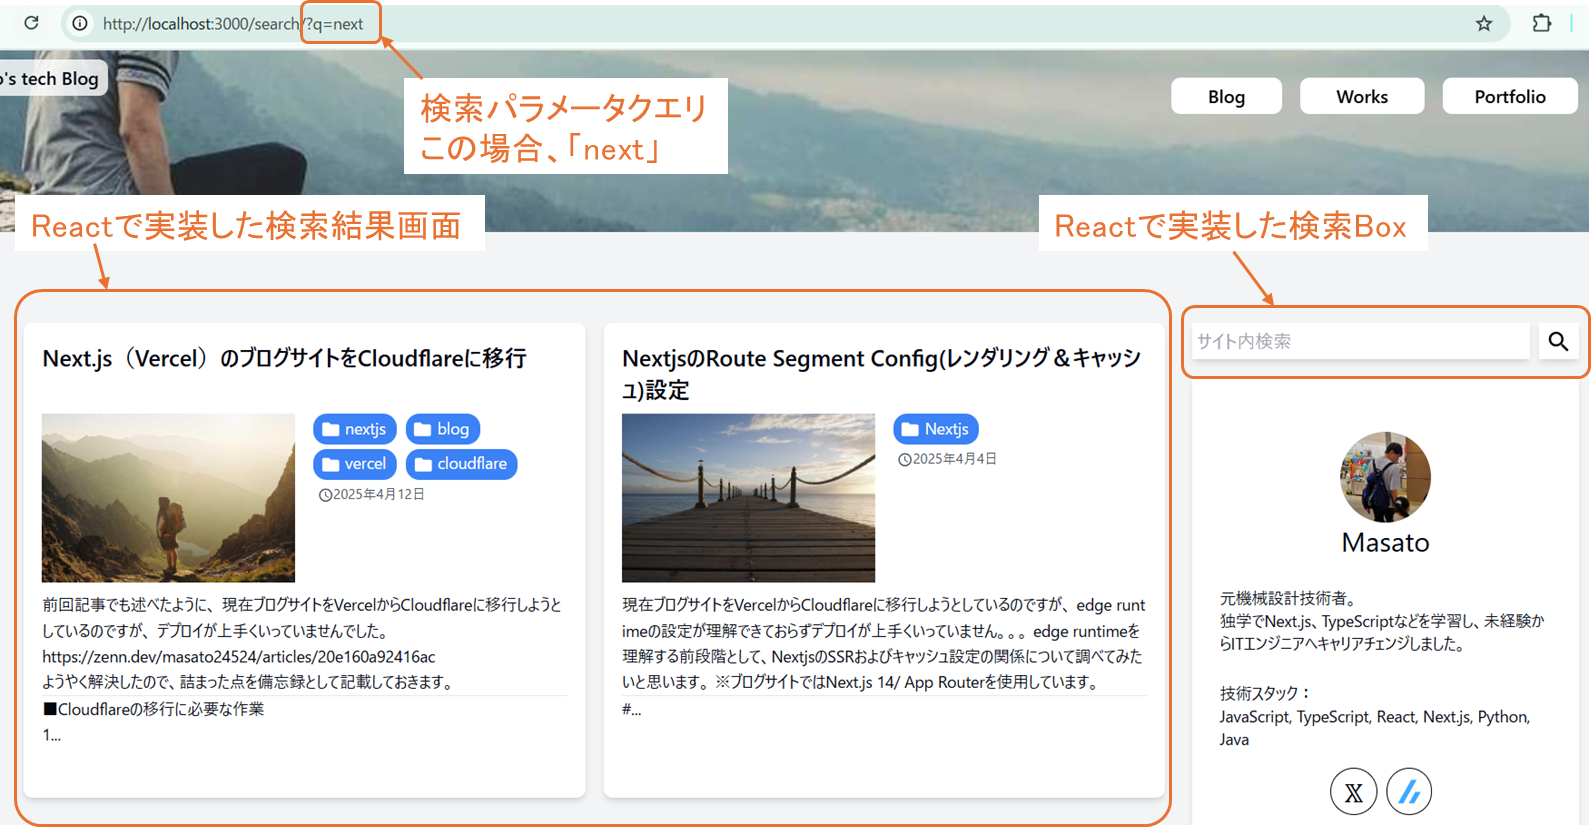 http://localhost:3000/search/?q=next
o's tech Blog
Blog
Works
Portfolio
検索パラメータクエリ
この場合、「next」
Reactで実装した検索結果画面
Reactで実装した検索Box
Next.js（Vercel）のブログサイトをCloudflareに移行
nextjs
blog
vercel
cloudflare
2025年4月12日
前回記事でも述べたように、現在ブログサイトをVercelからCloudflareに移行しようと
しているのですが、デプロイが上手くいっていませんでした。
https://zenn.dev/masato24524/articles/20e160a92416ac
ようやく解決したので、詰まった点を備忘録として記載しておきます。
■Cloudflareの移行に必要な作業
1...
NextjsのRoute Segment Config(レンダリング＆キャッシ
ュ)設定
Nextjs
2025年4月4日
現在ブログサイトをVercelからCloudflareに移行しようとしているのですが、edge runt
imeの設定が理解できておらずデプロイが上手くいっていません。。。edge runtimeを
理解する前段階として、NextjsのSSRおよびキャッシュ設定の関係について調べてみた
いと思います。※ブログサイトではNext.js 14/ App Routerを使用しています。
#...
サイト内検索
Masato
元機械設計技術者。
独学でNext.js、TypeScriptなどを学習し、未経験か
らITエンジニアへキャリアチェンジしました。
技術スタック：
JavaScript, TypeScript, React, Next.js, Python,
Java